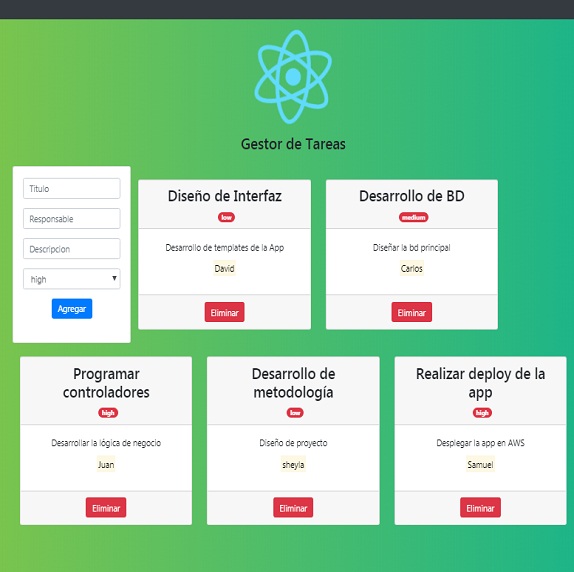 Gestor de Tareas
Titulo
Responsable
Descripcion
high
Agregar
Diseño de Interfaz
low
Desarrollo de templates de la App
David
Eliminar
Desarrollo de BD
medium
Diseñar la bd principal
Carlos
Eliminar
Programar
controladores
high
Desarrollar la lógica de negocio
Juan
Eliminar
Desarrollo de
metodología
low
Diseño de proyecto
sheyla
Eliminar
Realizar deploy de la
app
high
Desplegar la app en AWS
Samuel
Eliminar